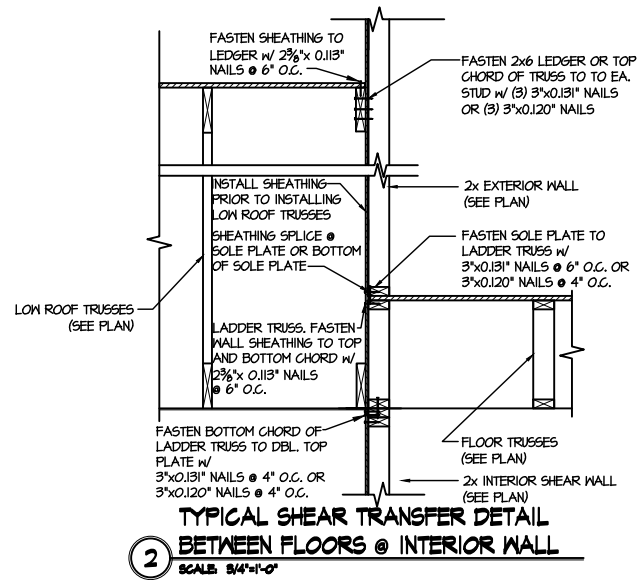 FASTEN SHEATHING TO
LEDGER W/ 2⅜"x 0.113"
NAILS @ 6" O.C.
FASTEN 2x6 LEDGER OR TOP
CHORD OF TRUSS TO TO EA.
STUD W/ (3) 3"x0.131" NAILS
OR (3) 3"x0.120" NAILS
INSTALL SHEATHING
PRIOR TO INSTALLING
LOW ROOF TRUSSES
2x EXTERIOR WALL
(SEE PLAN)
SHEATHING SPLICE @
SOLE PLATE OR BOTTOM
OF SOLE PLATE
FASTEN SOLE PLATE TO
LADDER TRUSS W/
3"x0.131" NAILS @ 6" O.C. OR
3"x0.120" NAILS @ 4" O.C.
LOW ROOF TRUSSES
(SEE PLAN)
LADDER TRUSS. FASTEN
WALL SHEATHING TO TOP
AND BOTTOM CHORD W/
2⅜"x 0.113" NAILS
@ 6" O.C.
FASTEN BOTTOM CHORD OF
LADDER TRUSS TO DBL. TOP
PLATE W/
3"x0.131" NAILS @ 4" O.C. OR
3"x0.120" NAILS @ 4" O.C.
FLOOR TRUSSES
(SEE PLAN)
2x INTERIOR SHEAR WALL
(SEE PLAN)
TYPICAL SHEAR TRANSFER DETAIL
2 BETWEEN FLOORS @ INTERIOR WALL
SCALE: 3/4"=1'-0"